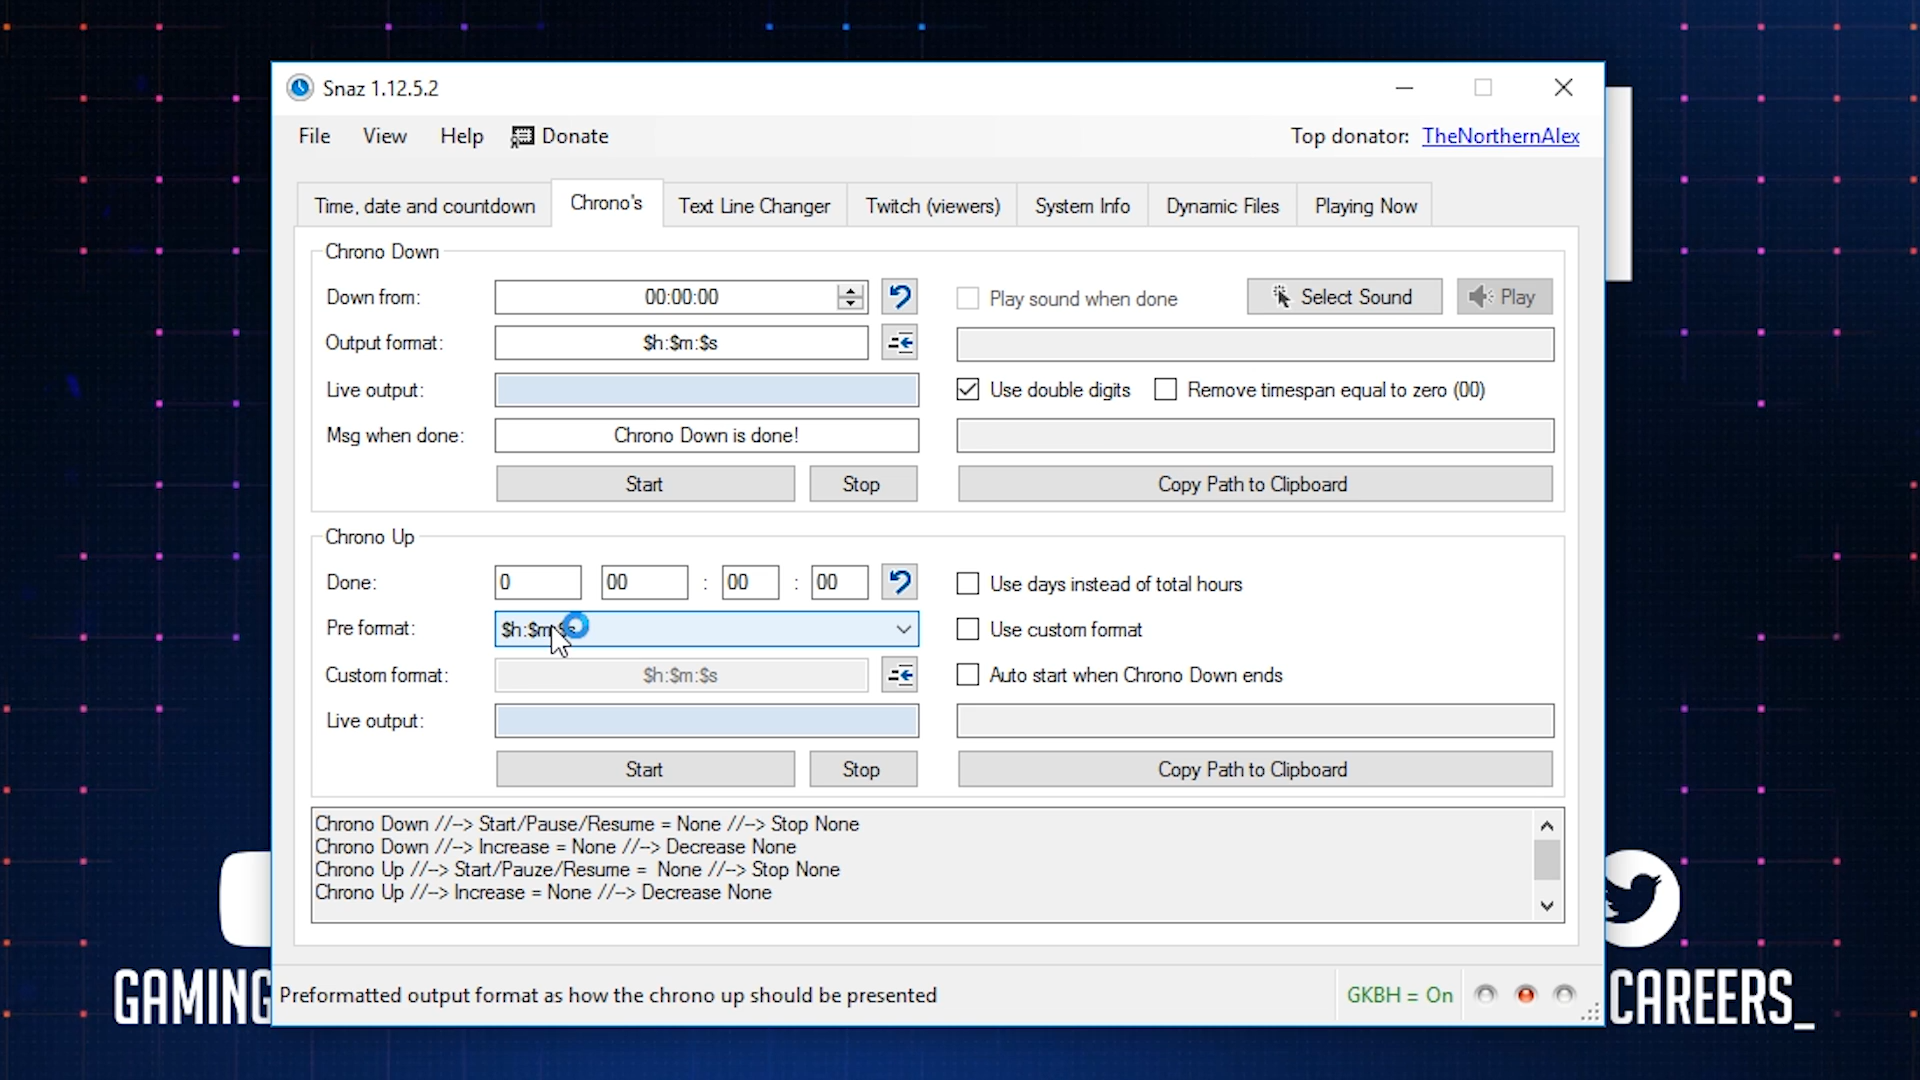 Snaz 1.12.5.2
File View Help Donate Top donator: TheNorthernAlex
Time, date and countdown Chrono's Text Line Changer Twitch (viewers) System Info Dynamic Files Playing Now
Chrono Down
Down from: 00:00:00 Play sound when done Select Sound Play
Output format: $h:$m:$s
Live output: Use double digits Remove timespan equal to zero (00)
Msg when done: Chrono Down is done!
Start Stop Copy Path to Clipboard
Chrono Up
Done: 0 00 : 00 : 00 Use days instead of total hours
Pre format: $h:$m:$s Use custom format
Custom format: $h:$m:$s Auto start when Chrono Down ends
Live output:
Start Stop Copy Path to Clipboard
Chrono Down //--> Start/Pause/Resume = None //--> Stop None
Chrono Down //--> Increase = None //--> Decrease None
Chrono Up //--> Start/Pauze/Resume =  None //--> Stop None
Chrono Up //--> Increase = None //--> Decrease None
Preformatted output format as how the chrono up should be presented GKBH = On
GAMING CAREERS_